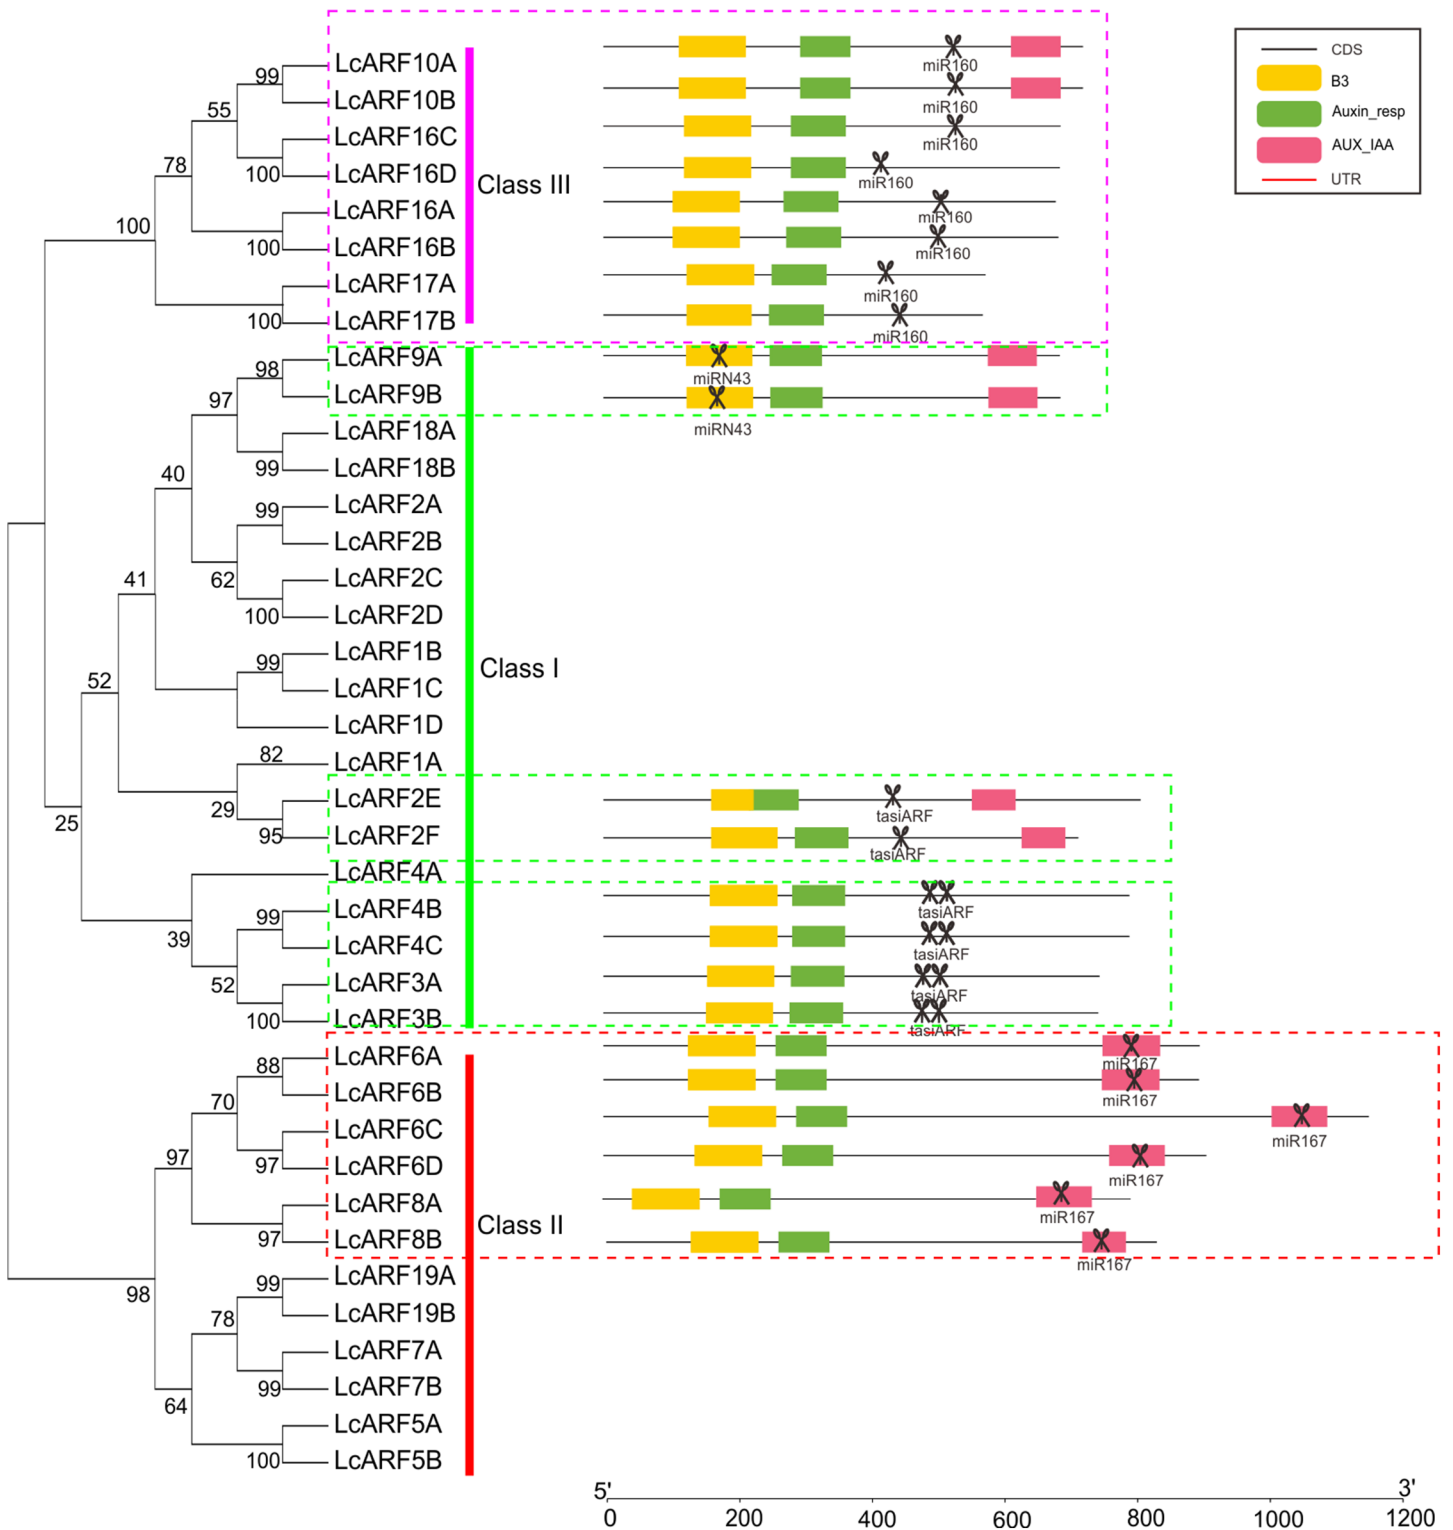 LcARF10A
LcARF10B
LcARF16C
LcARF16D
LcARF16A
LcARF16B
LcARF17A
LcARF17B
LcARF9A
LcARF9B
LcARF18A
LcARF18B
LcARF2A
LcARF2B
LcARF2C
LcARF2D
LcARF1B
LcARF1C
LcARF1D
LcARF1A
LcARF2E
LcARF2F
LcARF4A
LcARF4B
LcARF4C
LcARF3A
LcARF3B
LcARF6A
LcARF6B
LcARF6C
LcARF6D
LcARF8A
LcARF8B
LcARF19A
LcARF19B
LcARF7A
LcARF7B
LcARF5A
LcARF5B
99
55
78
100
100
100
100
98
97
40
99
99
41
62
100
99
52
82
29
95
25
99
39
52
100
88
70
97
97
97
98
99
78
99
64
100
Class III
Class I
Class II
miR160
miR160
miR160
miR160
miR160
miR160
miR160
miR160
miRN43
miRN43
tasiARF
tasiARF
tasiARF
tasiARF
tasiARF
tasiARF
miR167
miR167
miR167
miR167
miR167
miR167
CDS
B3
Auxin_resp
AUX_IAA
UTR
5' 3'
0 200 400 600 800 1000 1200